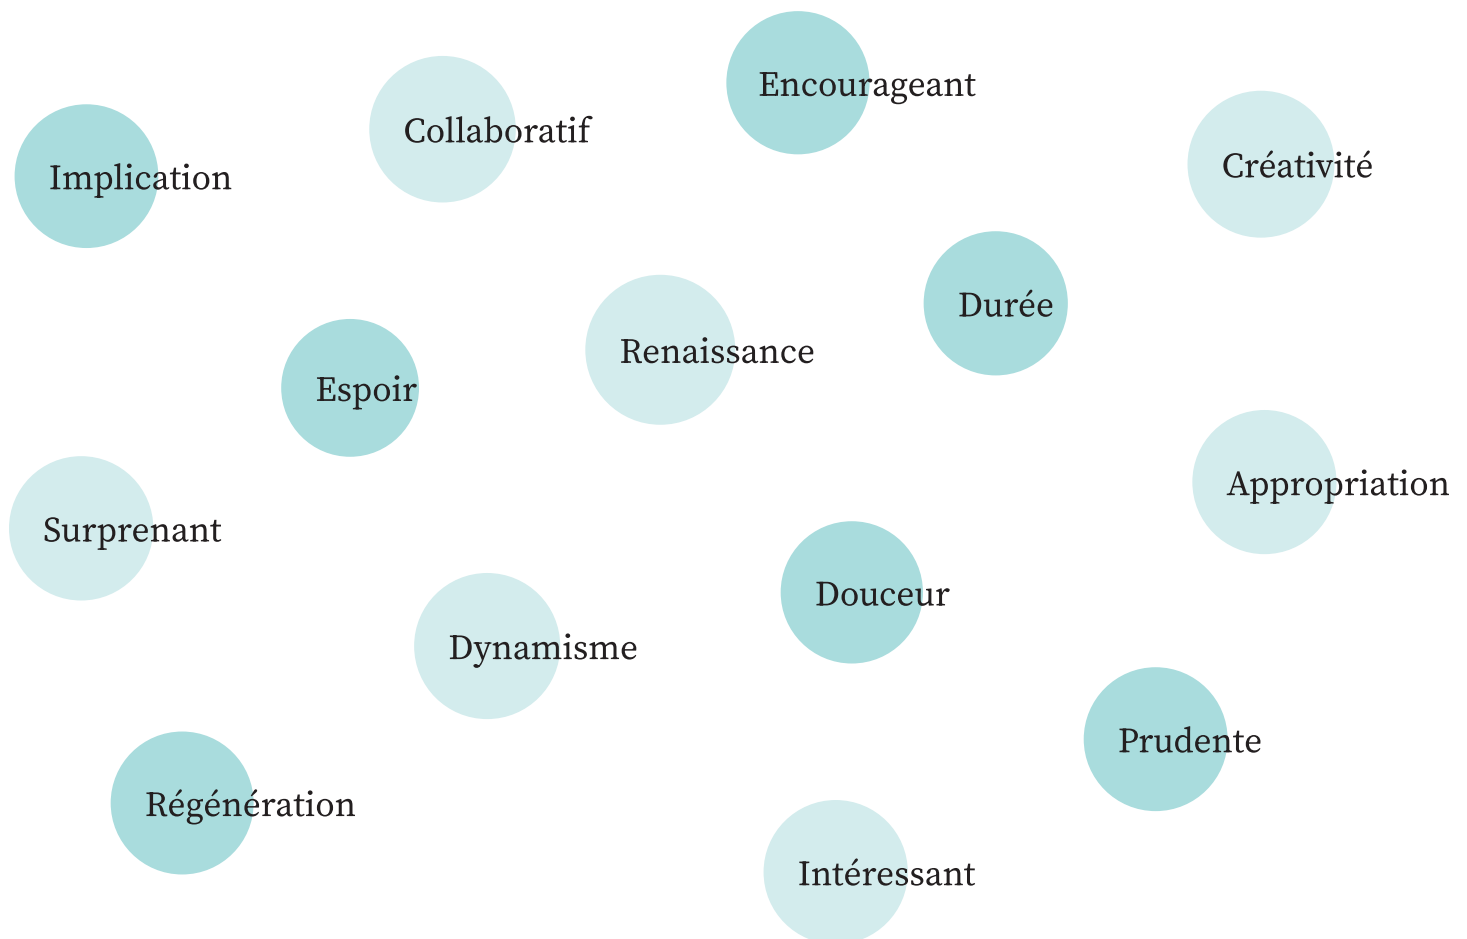 Encourageant
Collaboratif
Créativité
Implication
Durée
Renaissance
Espoir
Appropriation
Surprenant
Douceur
Dynamisme
Prudente
Régénération
Intéressant